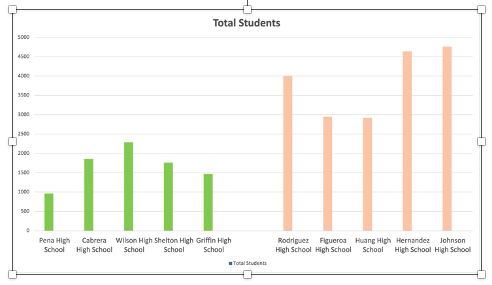 Total Students
5000
4500
4000
3500
3000
2500
2000
1500
1000
500
0
Pena High School
Cabrera High School
Wilson High School
Shelton High School
Griffin High School
Rodriguez High School
Figueroa High School
Huang High School
Hernandez High School
Johnson High School
Total Students